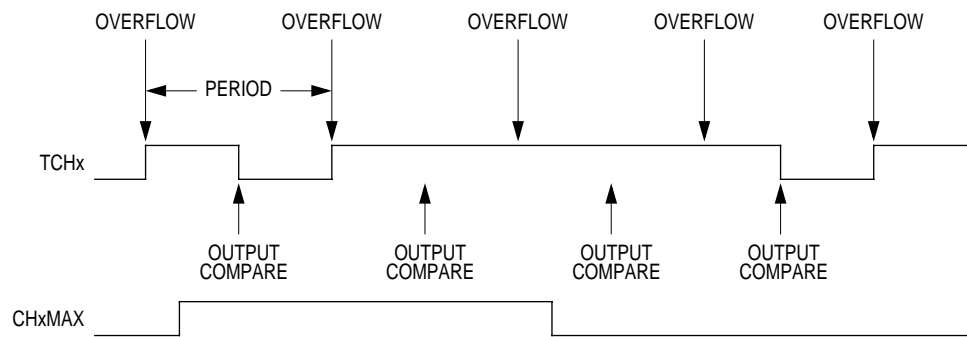 OVERFLOW
OVERFLOW
OVERFLOW
OVERFLOW
OVERFLOW
PERIOD
TCHx
OUTPUT
COMPARE
OUTPUT
COMPARE
OUTPUT
COMPARE
OUTPUT
COMPARE
CHxMAX